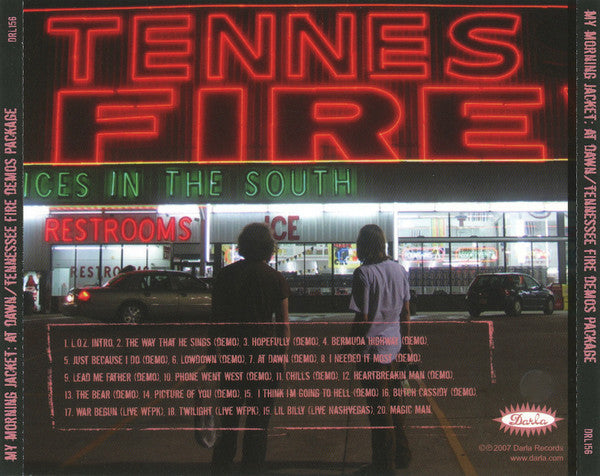 DRL156
MY MORNING JACKET: AT DAWN/TENNESSEE FIRE DEMOS PACKAGE
TENNES
FIRE
ICES IN THE SOUTH
RESTROOMS
ICE
RESTROOMS
1. L.O.Z. INTRO, 2. THE WAY THAT HE SINGS (DEMO), 3. HOPEFULLY (DEMO), 4. BERMUDA HIGHWAY (DEMO),
5. JUST BECAUSE I DO (DEMO), 6. LOWDOWN (DEMO), 7. AT DAWN (DEMO), 8. I NEEDED IT MOST (DEMO),
9. LEAD ME FATHER (DEMO), 10. PHONE WENT WEST (DEMO), 11. CHILLS (DEMO), 12. HEARTBREAKIN MAN (DEMO),
13. THE BEAR (DEMO), 14. PICTURE OF YOU (DEMO), 15. I THINK I'M GOING TO HELL (DEMO), 16. BUTCH CASSIDY (DEMO),
17. WAR BEGUN (LIVE WFPK), 18. TWILIGHT (LIVE WFPK), 19. LIL BILLY (LIVE NASHVEGAS), 20. MAGIC MAN.
Darla
©℗2007 Darla Records
www.darla.com
MY MORNING JACKET: AT DAWN/TENNESSEE FIRE DEMOS PACKAGE
DRL156